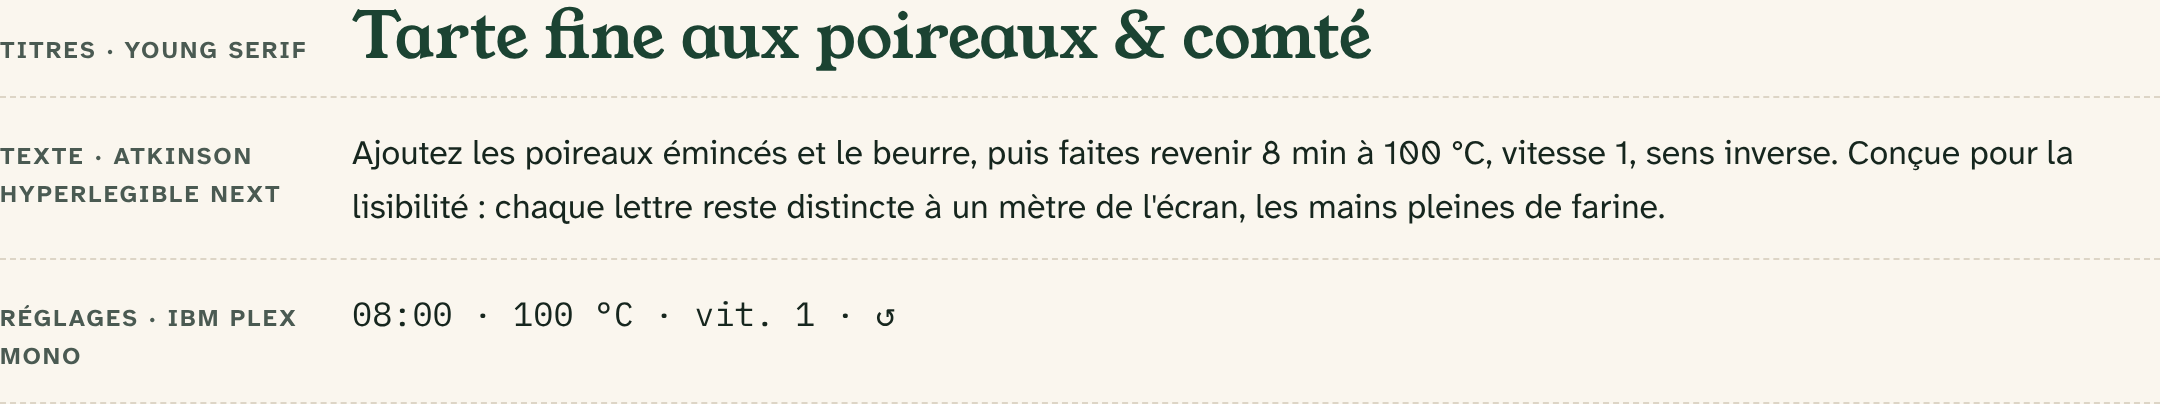 TITRES · YOUNG SERIF
Tarte fine aux poireaux & comté
TEXTE · ATKINSON
HYPERLEGIBLE NEXT
Ajoutez les poireaux émincés et le beurre, puis faites revenir 8 min à 100 °C, vitesse 1, sens inverse. Conçue pour la
lisibilité : chaque lettre reste distincte à un mètre de l'écran, les mains pleines de farine.
RÉGLAGES · IBM PLEX
MONO
08:00 · 100 °C · vit. 1 · ↺